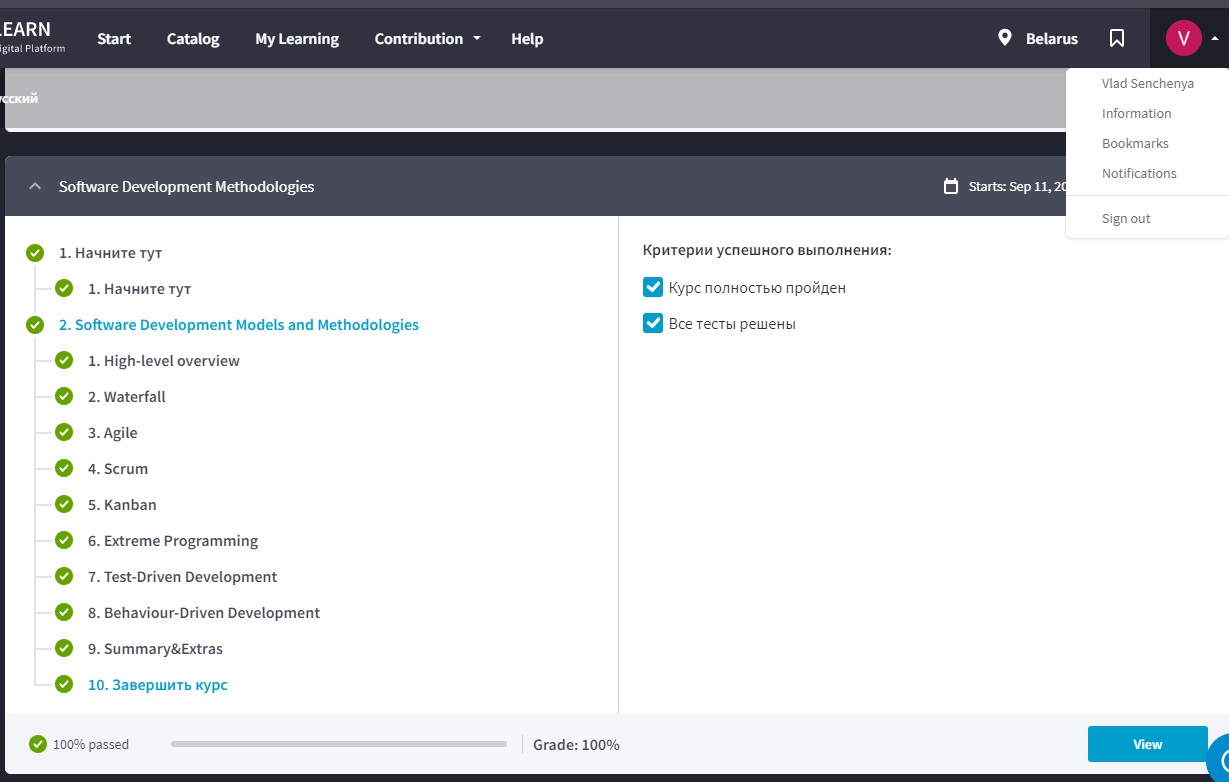 LEARN
igital Platform
Start
Catalog
My Learning
Contribution
Help
Belarus
V
усский
Vlad Senchenya
Information
Bookmarks
Notifications
Sign out
Software Development Methodologies
Starts: Sep 11, 20
1. Начните тут
1. Начните тут
2. Software Development Models and Methodologies
1. High-level overview
2. Waterfall
3. Agile
4. Scrum
5. Kanban
6. Extreme Programming
7. Test-Driven Development
8. Behaviour-Driven Development
9. Summary&Extras
10. Завершить курс
Критерии успешного выполнения:
Курс полностью пройден
Все тесты решены
100% passed
Grade: 100%
View